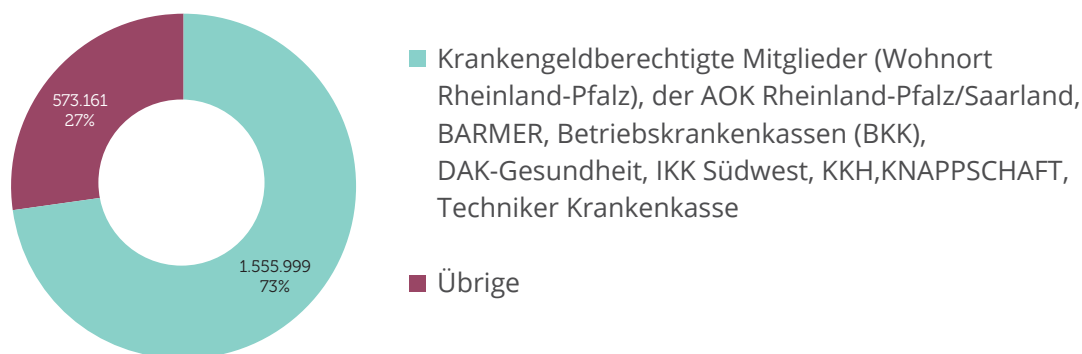 573.161
27%
1.555.999
73%
Krankengeldberechtigte Mitglieder (Wohnort
Rheinland-Pfalz), der AOK Rheinland-Pfalz/Saarland,
BARMER, Betriebskrankenkassen (BKK),
DAK-Gesundheit, IKK Südwest, KKH,KNAPPSCHAFT,
Techniker Krankenkasse
Übrige